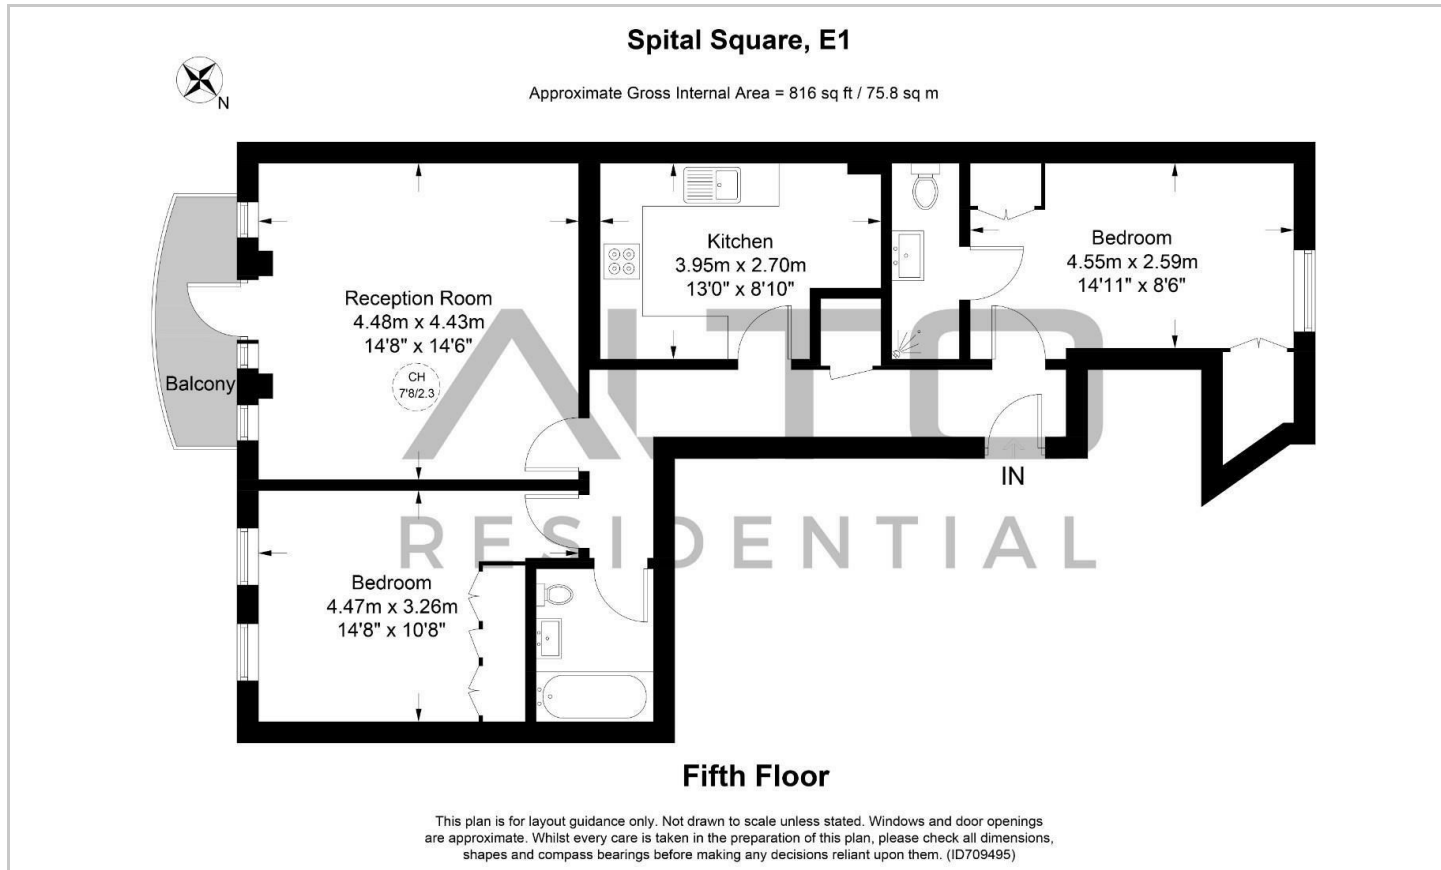 Spital Square, E1
N
Approximate Gross Internal Area = 816 sq ft / 75.8 sq m
Kitchen
3.95m x 2.70m
13'0" x 8'10"
Bedroom
4.55m x 2.59m
14'11" x 8'6"
Reception Room
4.48m x 4.43m
14'8" x 14'6"
CH
7'8/2.3
Balcony
ALTO
RESIDENTIAL
IN
Bedroom
4.47m x 3.26m
14'8" x 10'8"
Fifth Floor
This plan is for layout guidance only. Not drawn to scale unless stated. Windows and door openings
are approximate. Whilst every care is taken in the preparation of this plan, please check all dimensions,
shapes and compass bearings before making any decisions reliant upon them. (ID709495)